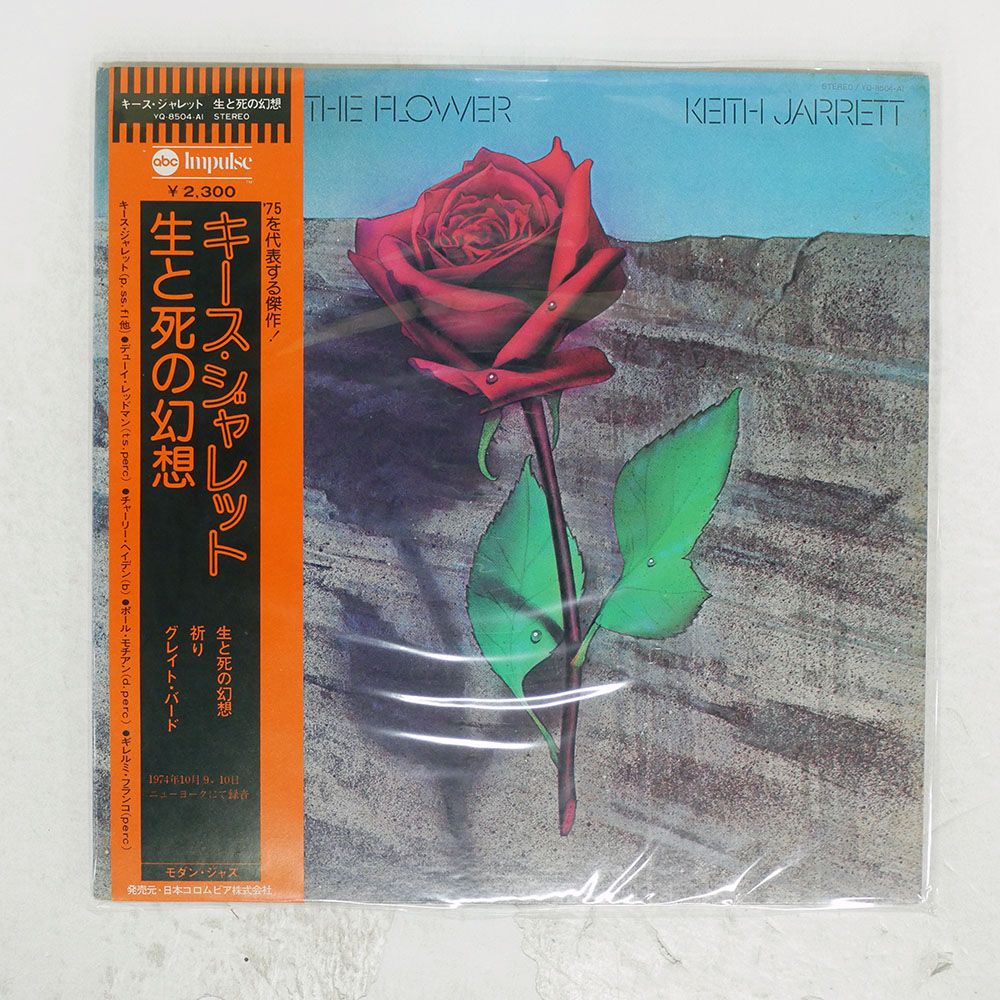 キース・ジャレット 生と死の幻想
YQ-8504-AI STEREO
abc Impulse
TM
¥2,300
'75を代表する傑作!
キース・ジャレット
生と死の幻想
キース・ジャレット(p.ss.fl他)●デューイ・レッドマン(ts.perc)●チャーリー・ヘイデン(b)●ポール・モチアン(d.perc)●ギレルミ・フランコ(perc)
生と死の幻想
祈り
グレイト・バード
1974年10月9、10日
ニューヨークにて録音
モダン・ジャズ
発売元・日本コロムビア株式会社
THE FLOWER
KEITH JARRETT
STEREO / YQ-8504-AI